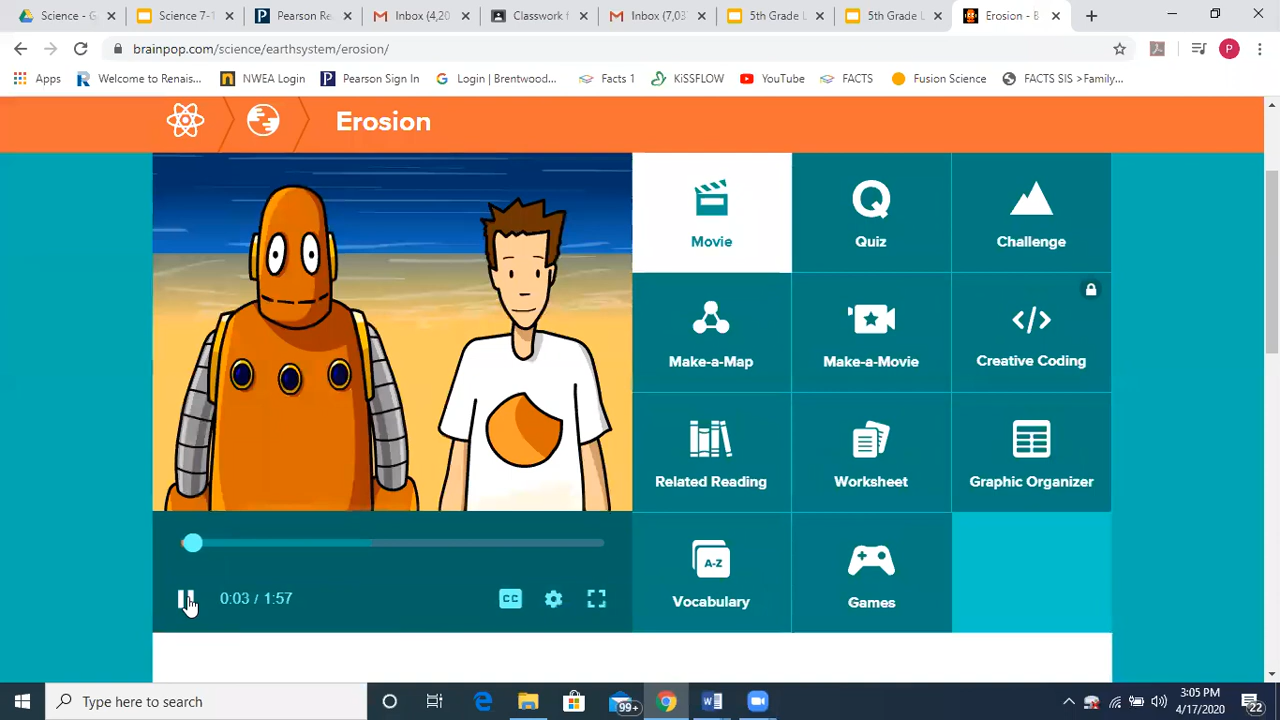 Science - G
Science 7-1
Pearson Re
Inbox (4,20
Classwork f
Inbox (7,03
5th Grade L
5th Grade L
Erosion - B
brainpop.com/science/earthsystem/erosion/
P
Apps
Welcome to Renais...
NWEA Login
Pearson Sign In
Login | Brentwood...
Facts 1
KiSSFLOW
YouTube
FACTS
Fusion Science
FACTS SIS >Family...
Erosion
Movie
Quiz
Challenge
Make-a-Map
Make-a-Movie
Creative Coding
Related Reading
Worksheet
Graphic Organizer
A-Z
Vocabulary
Games
0:03 / 1:57
CC
Type here to search
99+
3:05 PM
4/17/2020
22